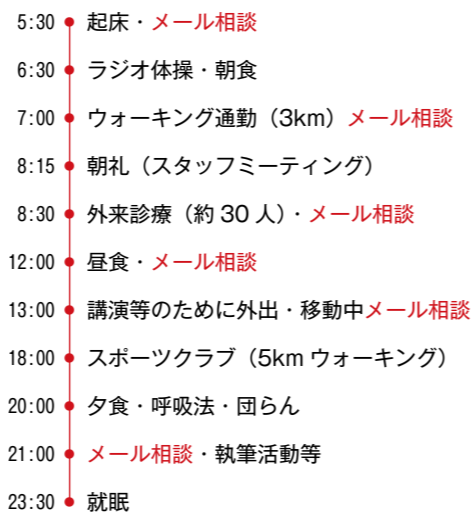 5:30 起床・メール相談
6:30 ラジオ体操・朝食
7:00 ウォーキング通勤（3km）メール相談
8:15 朝礼（スタッフミーティング）
8:30 外来診療（約 30 人）・メール相談
12:00 昼食・メール相談
13:00 講演等のために外出・移動中メール相談
18:00 スポーツクラブ（5km ウォーキング）
20:00 夕食・呼吸法・団らん
21:00 メール相談・執筆活動等
23:30 就眠